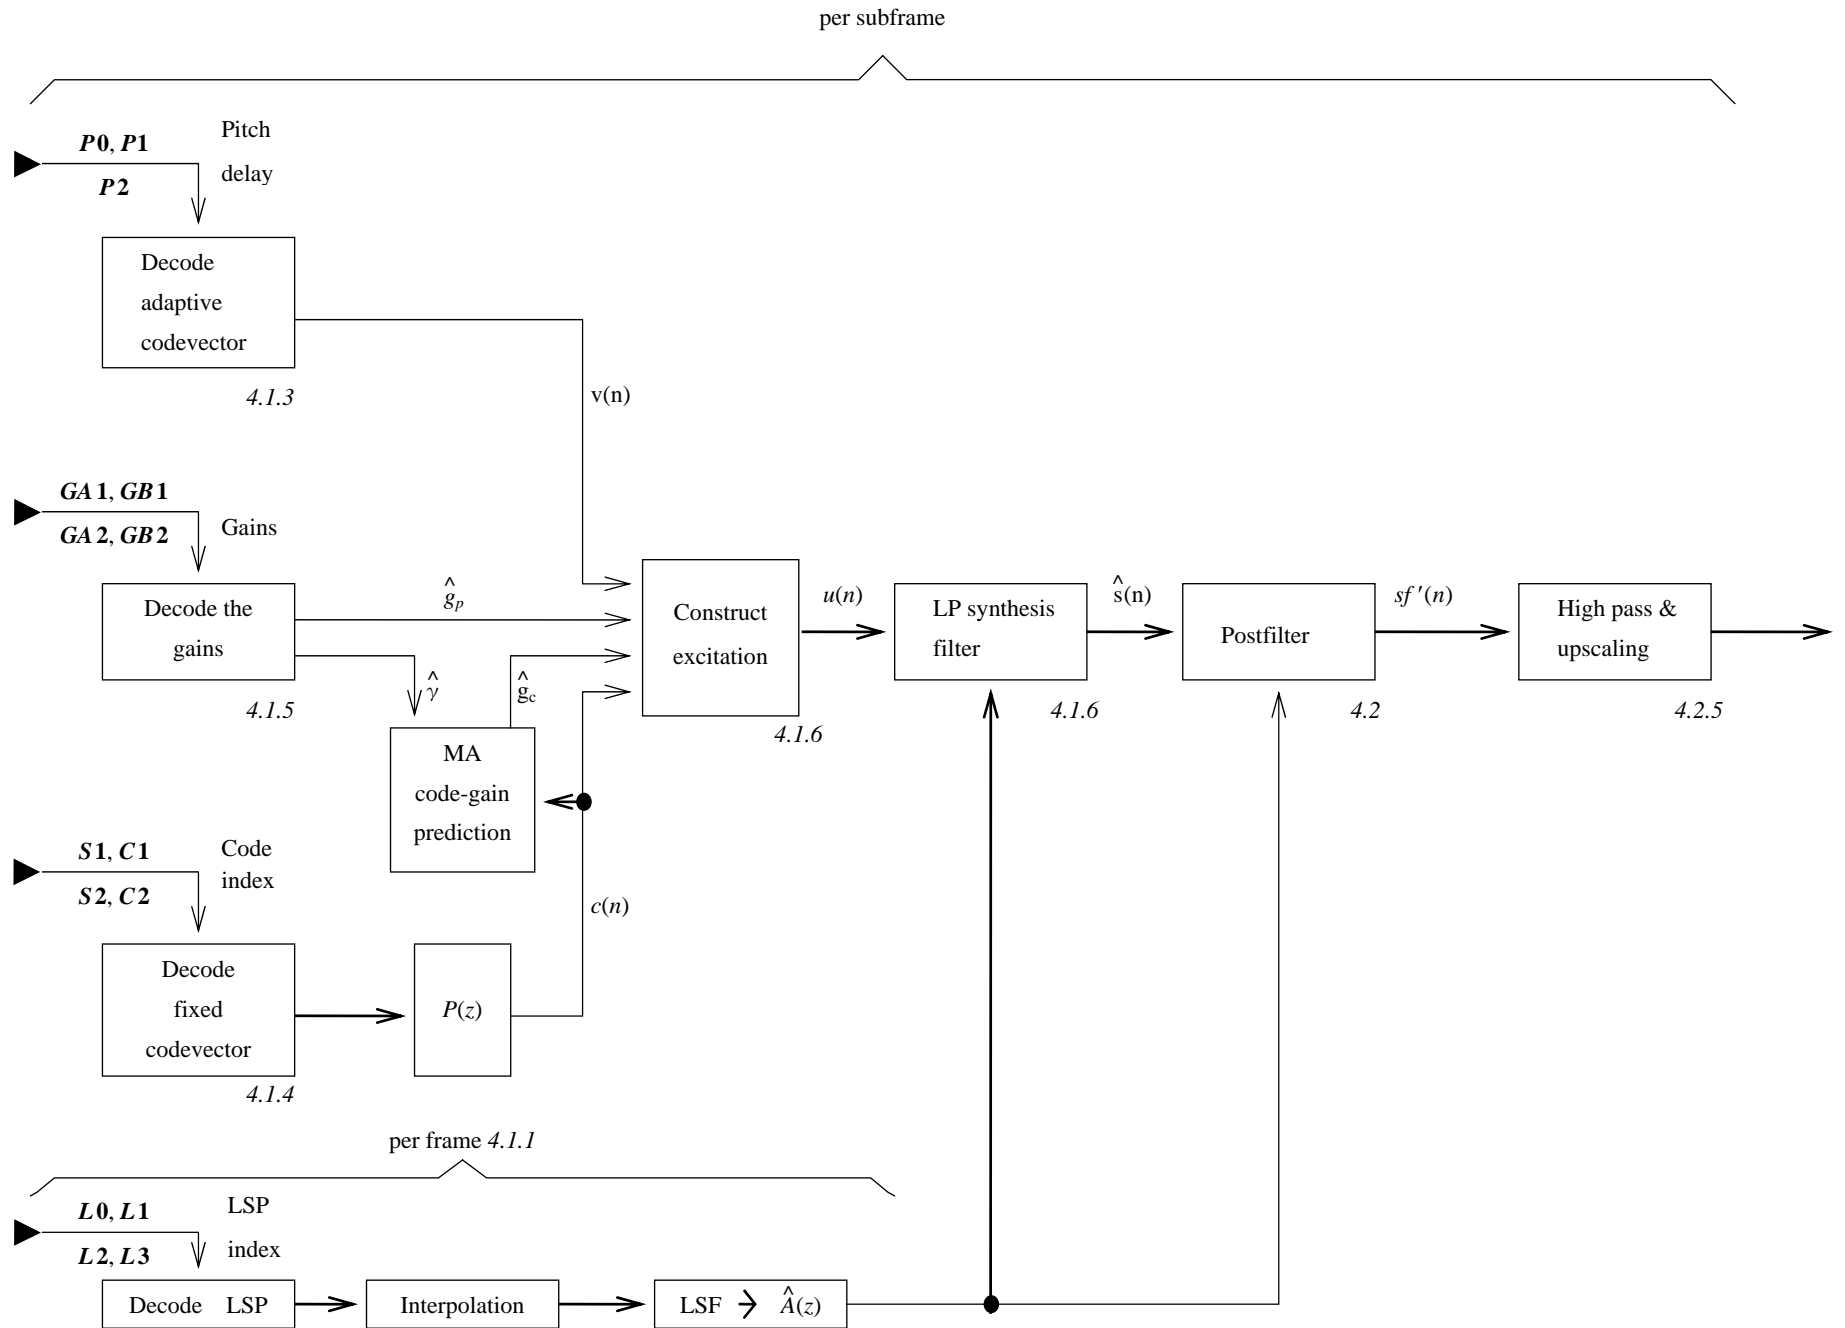 per subframe
P0, P1
P2
Pitch
delay
Decode
adaptive
codevector
4.1.3
v(n)
GA1, GB1
GA2, GB2
Gains
Decode the
gains
4.1.5
ĝp
γ̂
ĝc
MA
code-gain
prediction
Construct
excitation
4.1.6
u(n)
LP synthesis
filter
4.1.6
ŝ(n)
Postfilter
4.2
sf'(n)
High pass &
upscaling
4.2.5
S1, C1
S2, C2
Code
index
Decode
fixed
codevector
4.1.4
P(z)
c(n)
per frame 4.1.1
L0, L1
L2, L3
LSP
index
Decode LSP
Interpolation
LSF → Â(z)